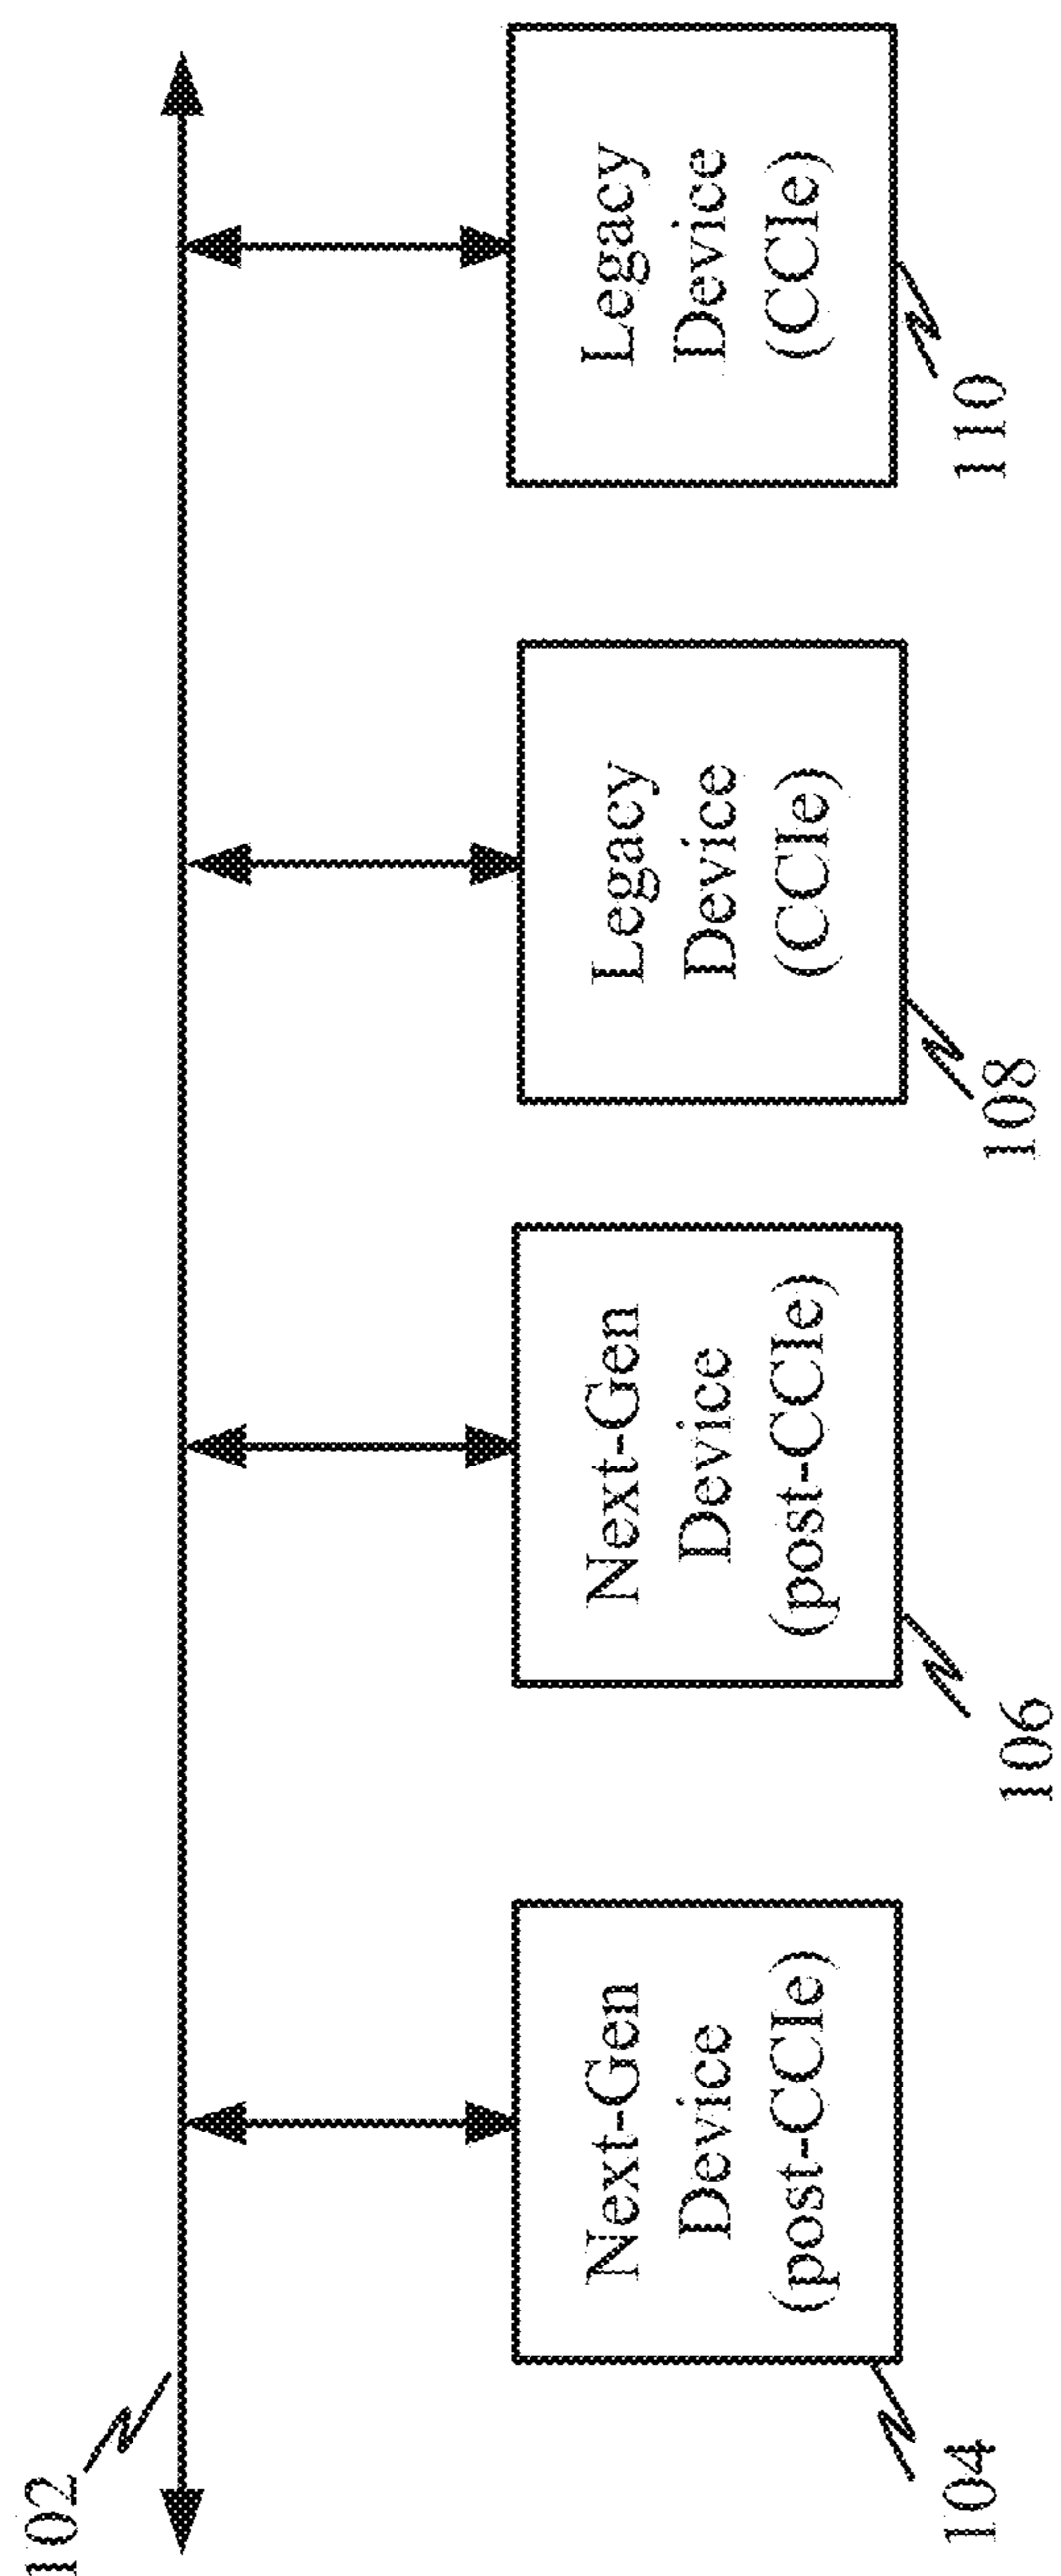 102
Next-Gen
Device
(post-CCIe)
104
Next-Gen
Device
(post-CCIe)
106
Legacy
Device
(CCIe)
108
Legacy
Device
(CCIe)
110